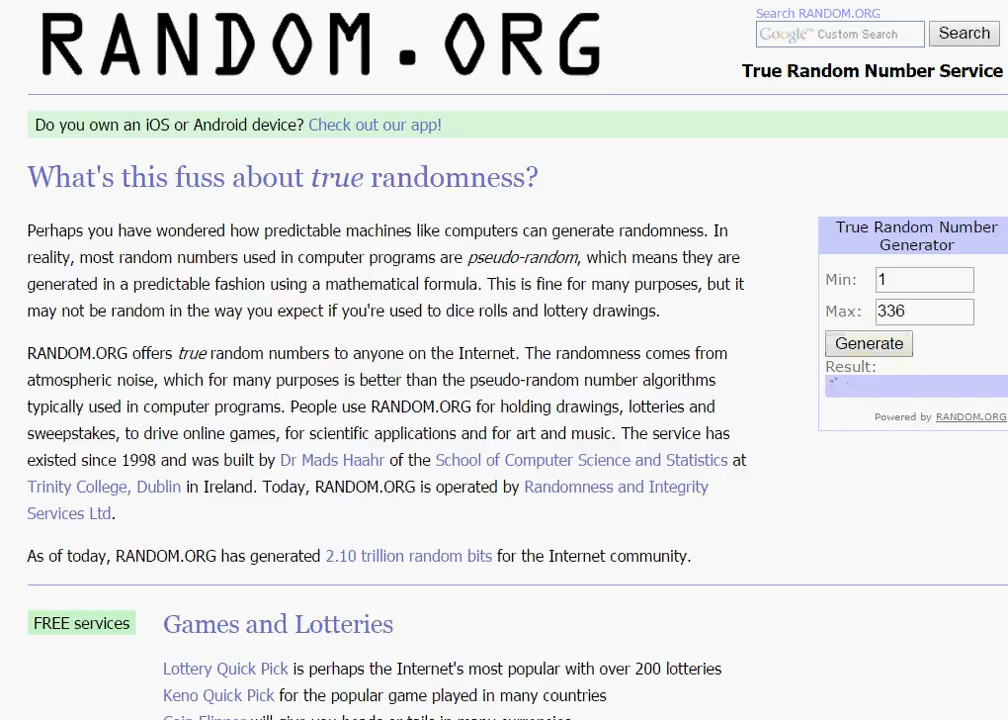 RANDOM.ORG
Search RANDOM.ORG
Google™ Custom Search
Search
True Random Number Service
Do you own an iOS or Android device? Check out our app!
What's this fuss about true randomness?
Perhaps you have wondered how predictable machines like computers can generate randomness. In
reality, most random numbers used in computer programs are pseudo-random, which means they are
generated in a predictable fashion using a mathematical formula. This is fine for many purposes, but it
may not be random in the way you expect if you're used to dice rolls and lottery drawings.
RANDOM.ORG offers true random numbers to anyone on the Internet. The randomness comes from
atmospheric noise, which for many purposes is better than the pseudo-random number algorithms
typically used in computer programs. People use RANDOM.ORG for holding drawings, lotteries and
sweepstakes, to drive online games, for scientific applications and for art and music. The service has
existed since 1998 and was built by Dr Mads Haahr of the School of Computer Science and Statistics at
Trinity College, Dublin in Ireland. Today, RANDOM.ORG is operated by Randomness and Integrity
Services Ltd.
As of today, RANDOM.ORG has generated 2.10 trillion random bits for the Internet community.
True Random Number
Generator
Min: 1
Max: 336
Generate
Result:
Powered by RANDOM.ORG
FREE services
Games and Lotteries
Lottery Quick Pick is perhaps the Internet's most popular with over 200 lotteries
Keno Quick Pick for the popular game played in many countries
Coin Flipper will give you heads or tails in many currencies